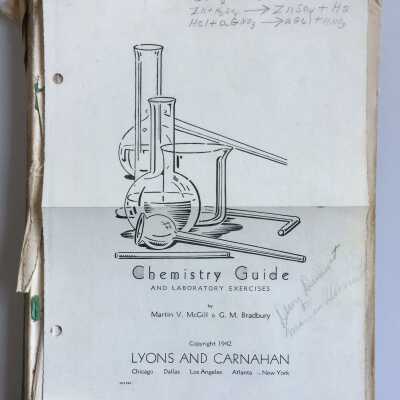 Zn + H2SO4 → ZnSO4 + H2
HCl + AGNO3 → AGCl + HNO3
Chemistry Guide
AND LABORATORY EXERCISES
by
Martin V. McGill & G. M. Bradbury
Copyright 1942
LYONS AND CARNAHAN
Chicago Dallas Los Angeles Atlanta New York